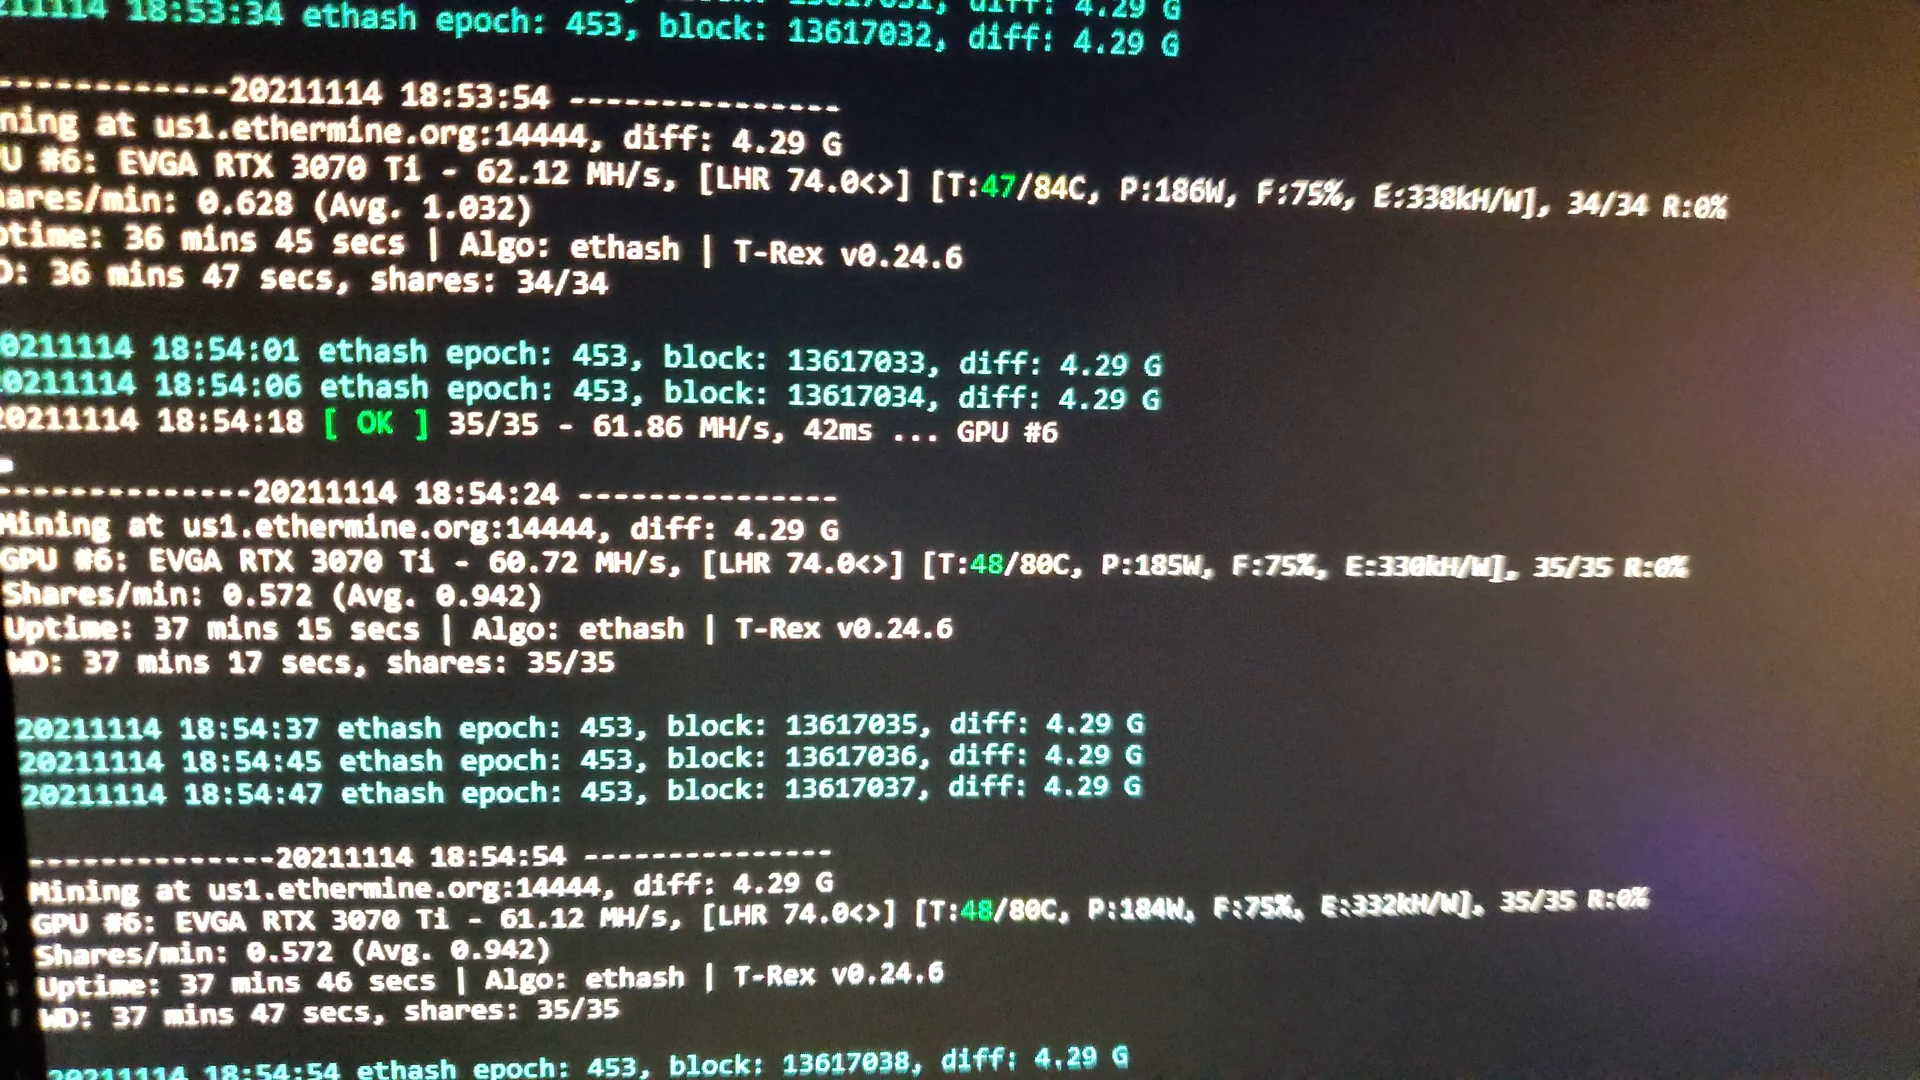 211114 18:53:34 ethash epoch: 453, block: 13617032, diff: 4.29 G
------------20211114 18:53:54 ---------------
ning at us1.ethermine.org:14444, diff: 4.29 G
U #6: EVGA RTX 3070 Ti - 62.12 MH/s, [LHR 74.0<>] [T:47/84C, P:186W, F:75%, E:338kH/W], 34/34 R:0%
hares/min: 0.628 (Avg. 1.032)
ptime: 36 mins 45 secs | Algo: ethash | T-Rex v0.24.6
D: 36 mins 47 secs, shares: 34/34
0211114 18:54:01 ethash epoch: 453, block: 13617033, diff: 4.29 G
0211114 18:54:06 ethash epoch: 453, block: 13617034, diff: 4.29 G
20211114 18:54:18 [ OK ] 35/35 - 61.86 MH/s, 42ms ... GPU #6
--------------20211114 18:54:24 ---------------
Mining at us1.ethermine.org:14444, diff: 4.29 G
GPU #6: EVGA RTX 3070 Ti - 60.72 MH/s, [LHR 74.0<>] [T:48/80C, P:185W, F:75%, E:330kH/W], 35/35 R:0%
Shares/min: 0.572 (Avg. 0.942)
Uptime: 37 mins 15 secs | Algo: ethash | T-Rex v0.24.6
WD: 37 mins 17 secs, shares: 35/35
20211114 18:54:37 ethash epoch: 453, block: 13617035, diff: 4.29 G
20211114 18:54:45 ethash epoch: 453, block: 13617036, diff: 4.29 G
20211114 18:54:47 ethash epoch: 453, block: 13617037, diff: 4.29 G
--------------20211114 18:54:54 ---------------
Mining at us1.ethermine.org:14444, diff: 4.29 G
GPU #6: EVGA RTX 3070 Ti - 61.12 MH/s, [LHR 74.0<>] [T:48/80C, P:184W, F:75%, E:332kH/W], 35/35 R:0%
Shares/min: 0.572 (Avg. 0.942)
Uptime: 37 mins 46 secs | Algo: ethash | T-Rex v0.24.6
WD: 37 mins 47 secs, shares: 35/35
20211114 18:54:54 ethash epoch: 453, block: 13617038, diff: 4.29 G